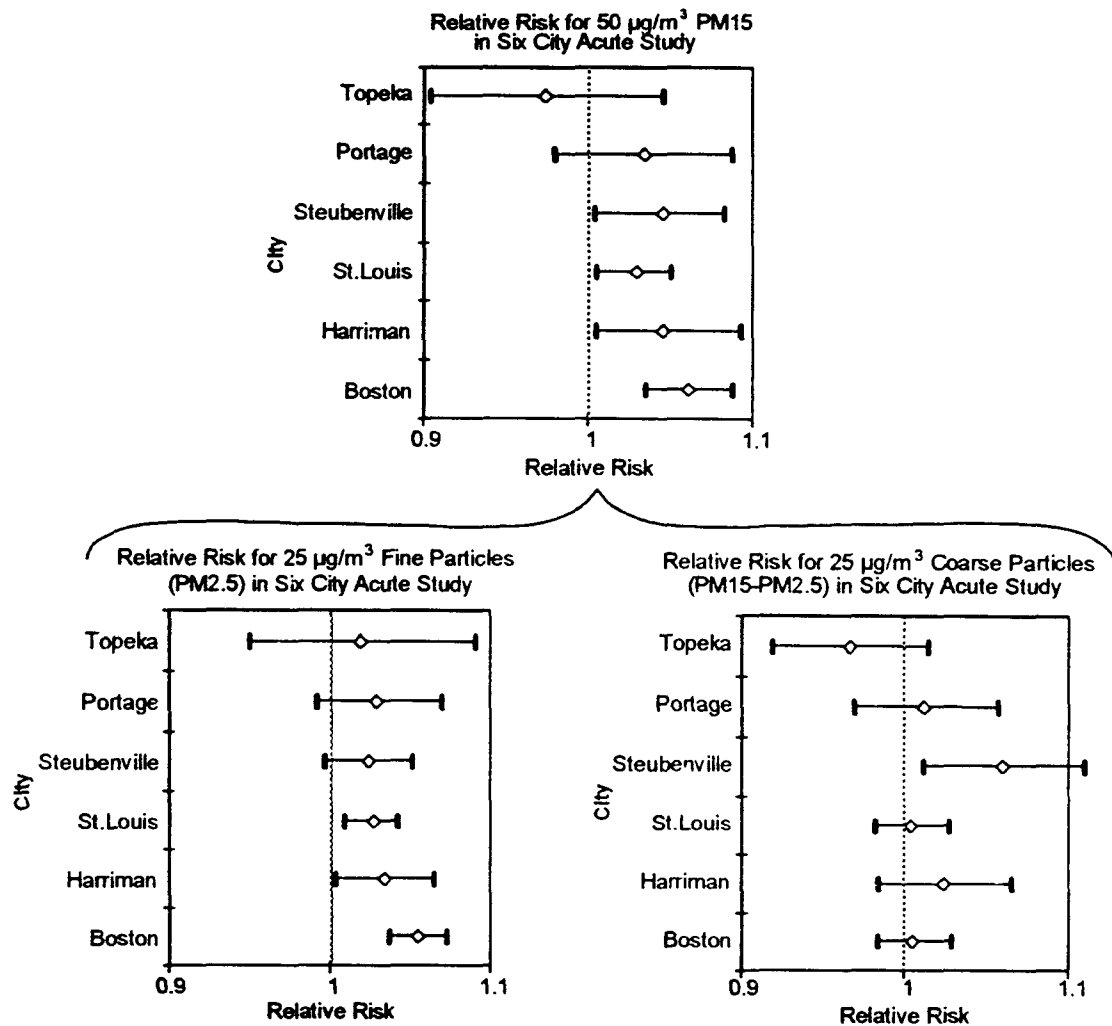 Relative Risk for 50 µg/m³ PM15
in Six City Acute Study
Topeka
Portage
Steubenville
St.Louis
Harriman
Boston
City
0.9 1 1.1
Relative Risk
Relative Risk for 25 µg/m³ Fine Particles
(PM2.5) in Six City Acute Study
Topeka
Portage
Steubenville
St.Louis
Harriman
Boston
City
0.9 1 1.1
Relative Risk
Relative Risk for 25 µg/m³ Coarse Particles
(PM15-PM2.5) in Six City Acute Study
Topeka
Portage
Steubenville
St.Louis
Harriman
Boston
City
0.9 1 1.1
Relative Risk